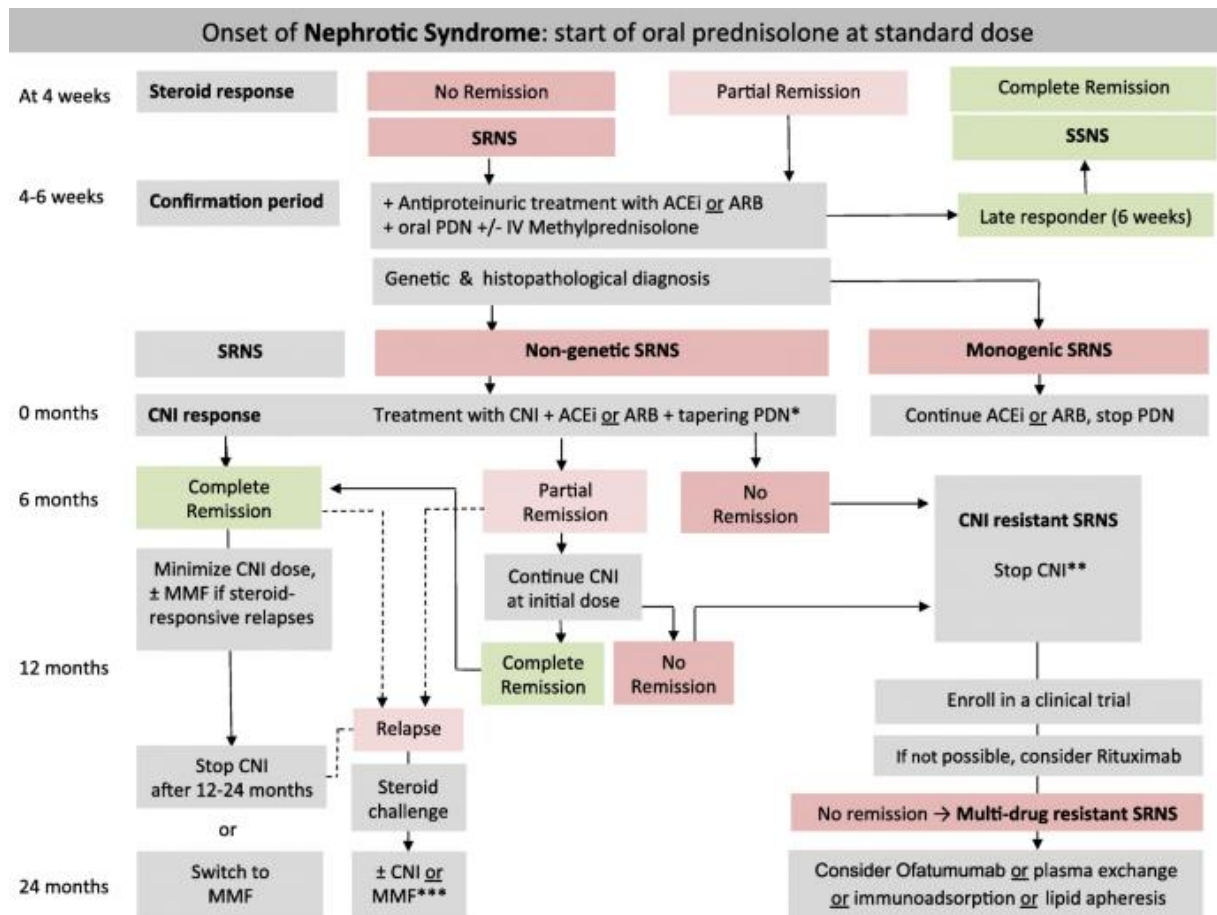 Onset of Nephrotic Syndrome: start of oral prednisolone at standard dose
At 4 weeks
Steroid response
No Remission
Partial Remission
Complete Remission
SRNS
SSNS
4-6 weeks
Confirmation period
+ Antiproteinuric treatment with ACEi or ARB
+ oral PDN +/- IV Methylprednisolone
Late responder (6 weeks)
Genetic & histopathological diagnosis
SRNS
Non-genetic SRNS
Monogenic SRNS
0 months
CNI response
Treatment with CNI + ACEi or ARB + tapering PDN*
Continue ACEi or ARB, stop PDN
6 months
Complete
Remission
Partial
Remission
No
Remission
CNI resistant SRNS
Stop CNI**
Minimize CNI dose,
± MMF if steroid-
responsive relapses
Continue CNI
at initial dose
12 months
Complete
Remission
No
Remission
Enroll in a clinical trial
Relapse
If not possible, consider Rituximab
Stop CNI
after 12-24 months
Steroid
challenge
No remission → Multi-drug resistant SRNS
or
24 months
Switch to
MMF
± CNI or
MMF***
Consider Ofatumumab or plasma exchange
or immunoadsorption or lipid apheresis